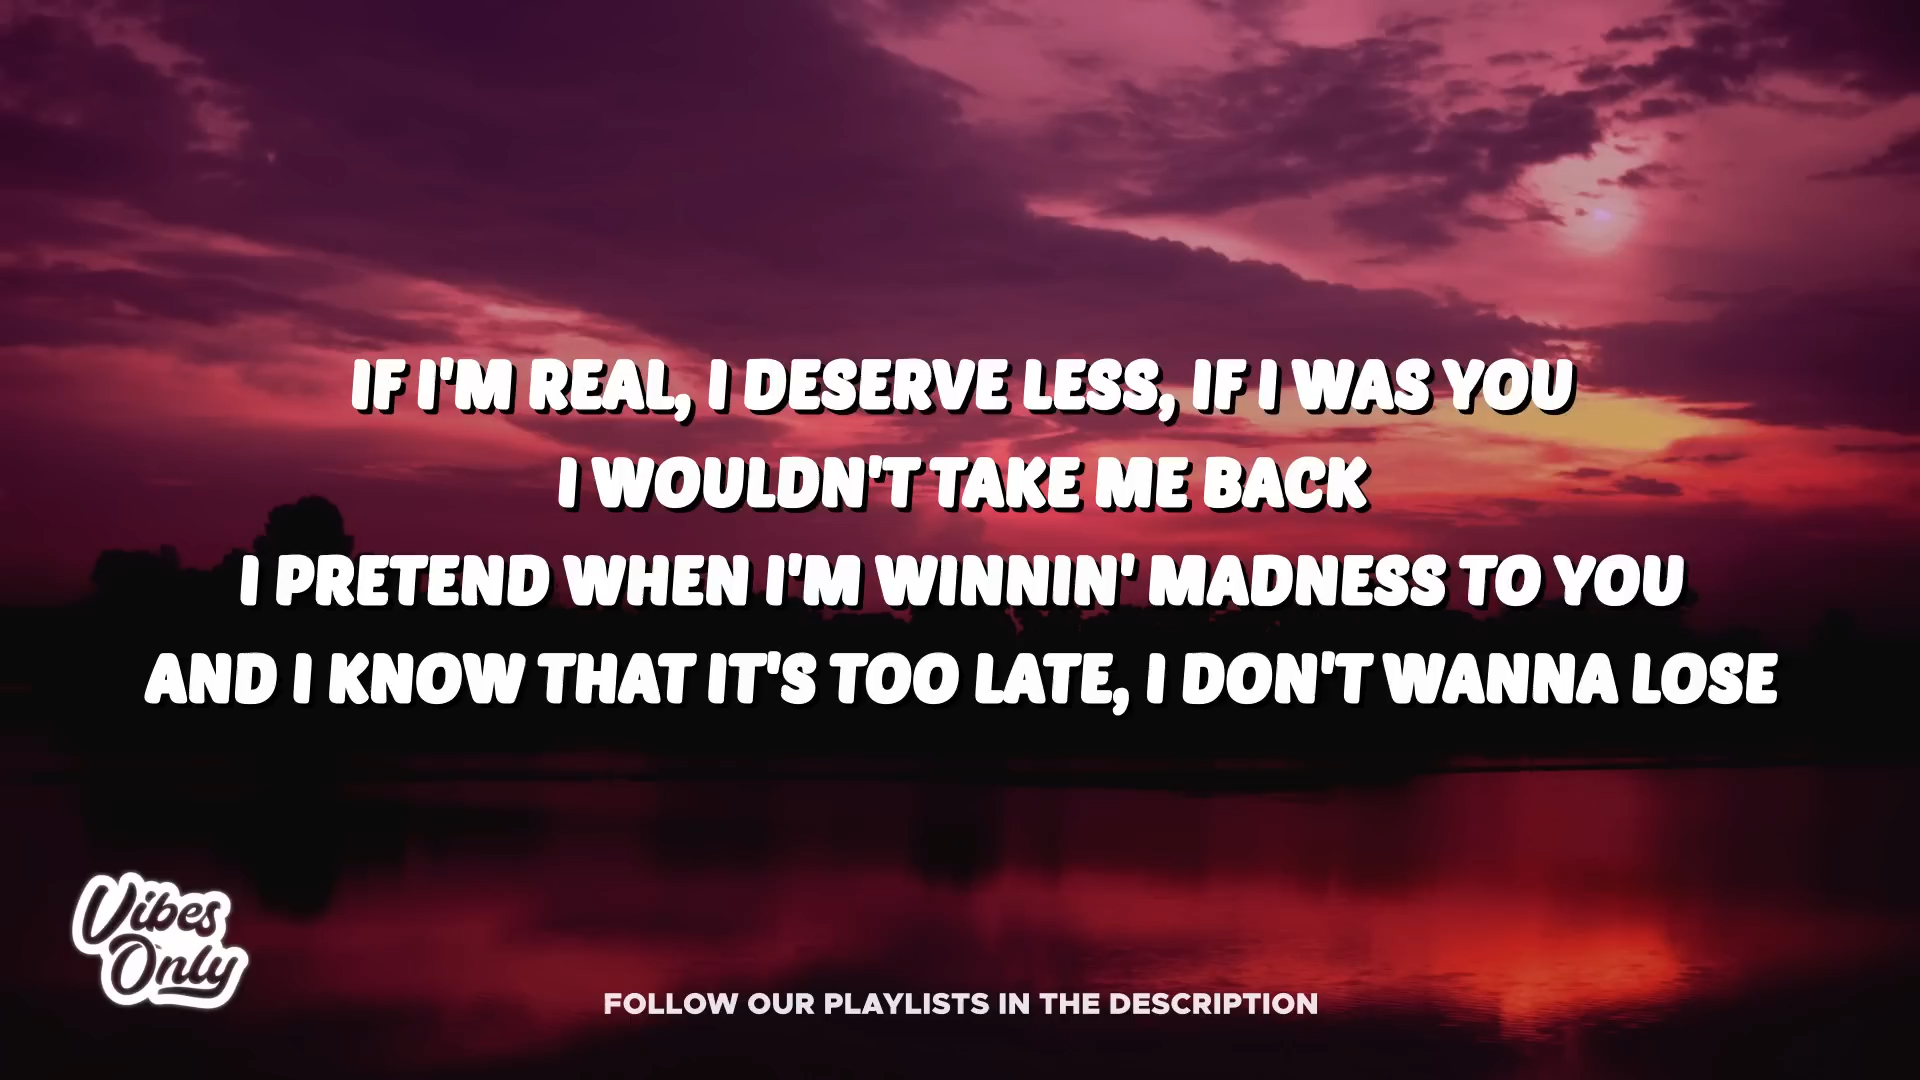 IF I'M REAL, I DESERVE LESS, IF I WAS YOU
I WOULDN'T TAKE ME BACK
I PRETEND WHEN I'M WINNIN' MADNESS TO YOU
AND I KNOW THAT IT'S TOO LATE, I DON'T WANNA LOSE
Vibes
Only
FOLLOW OUR PLAYLISTS IN THE DESCRIPTION